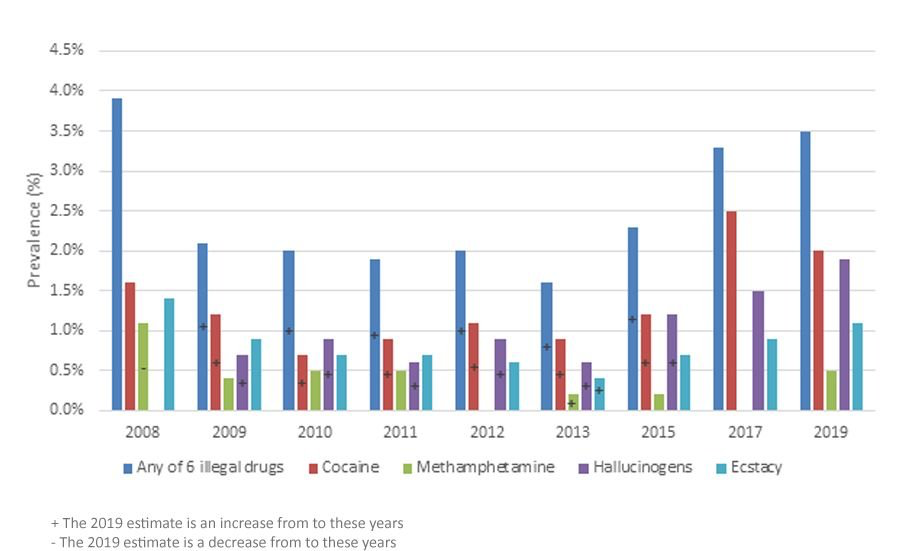 4.5%
4.0%
3.5%
3.0%
2.5%
2.0%
1.5%
1.0%
0.5%
0.0%
Prevalence (%)
+ + + + + +
+ + + + + +
+ + + + + + +
+ +
-
2008 2009 2010 2011 2012 2013 2015 2017 2019
Any of 6 illegal drugs Cocaine Methamphetamine Hallucinogens Ecstacy
+ The 2019 estimate is an increase from to these years
- The 2019 estimate is a decrease from to these years